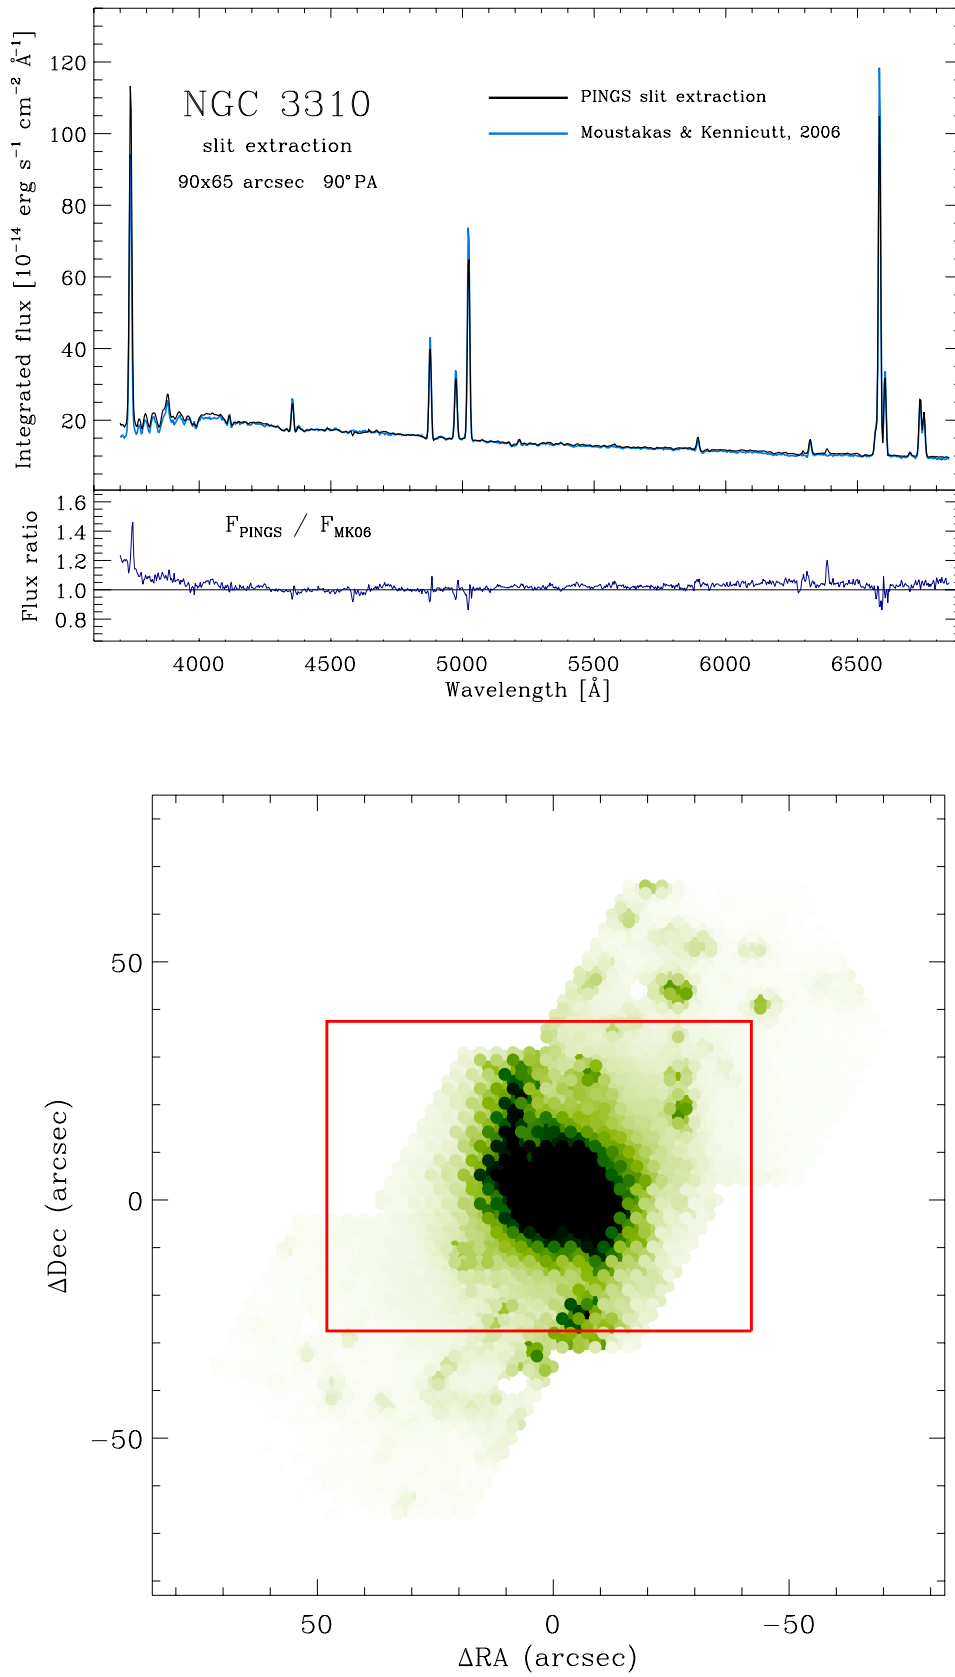 NGC 3310
slit extraction
90x65 arcsec 90°PA
PINGS slit extraction
Moustakas & Kennicutt, 2006
Integrated flux [10⁻¹⁴ erg s⁻¹ cm⁻² Å⁻¹]
120
100
80
60
40
20
F_PINGS / F_MK06
Flux ratio
1.6
1.4
1.2
1.0
0.8
4000 4500 5000 5500 6000 6500
Wavelength [Å]
ΔDec (arcsec)
50
0
−50
50 0 −50
ΔRA (arcsec)